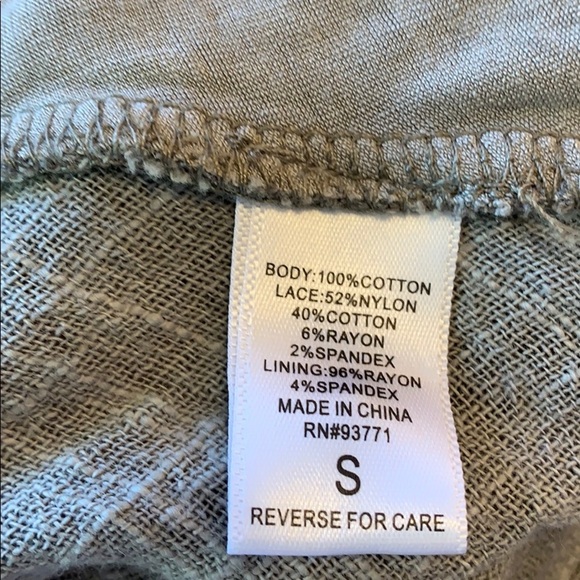 BODY:100%COTTON
LACE:52%NYLON
40%COTTON
6%RAYON
2%SPANDEX
LINING:96%RAYON
4%SPANDEX
MADE IN CHINA
RN#93771
S
REVERSE FOR CARE